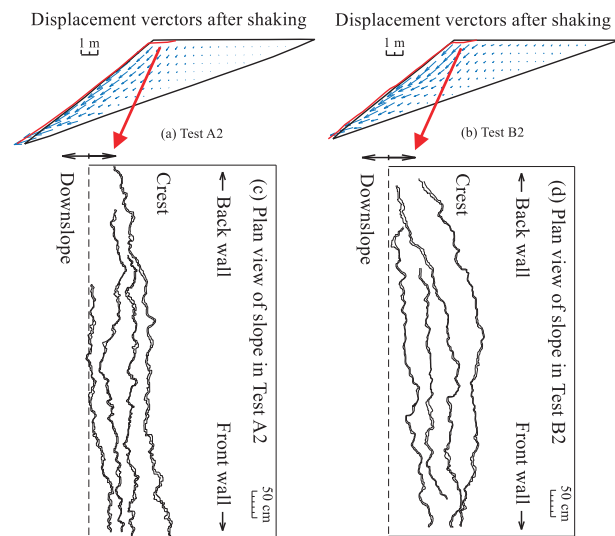 Displacement verctors after shaking
1 m
(a) Test A2
Downslope
Crest
Back wall
Front wall
(c) Plan view of slope in Test A2
50 cm
Displacement verctors after shaking
1 m
(b) Test B2
Downslope
Crest
Back wall
Front wall
(d) Plan view of slope in Test B2
50 cm